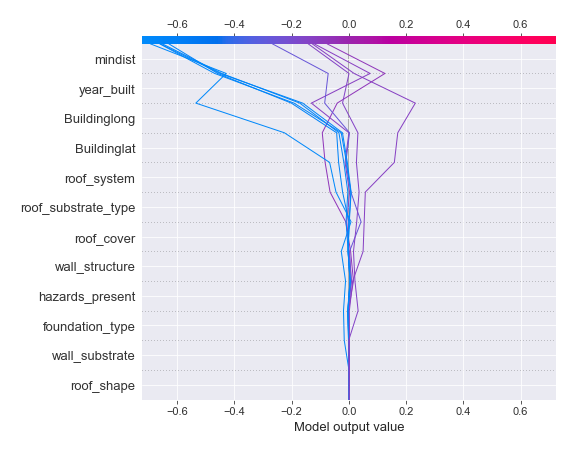 −0.6 −0.4 −0.2 0.0 0.2 0.4 0.6
mindist
year_built
Buildinglong
Buildinglat
roof_system
roof_substrate_type
roof_cover
wall_structure
hazards_present
foundation_type
wall_substrate
roof_shape
−0.6 −0.4 −0.2 0.0 0.2 0.4 0.6
Model output value